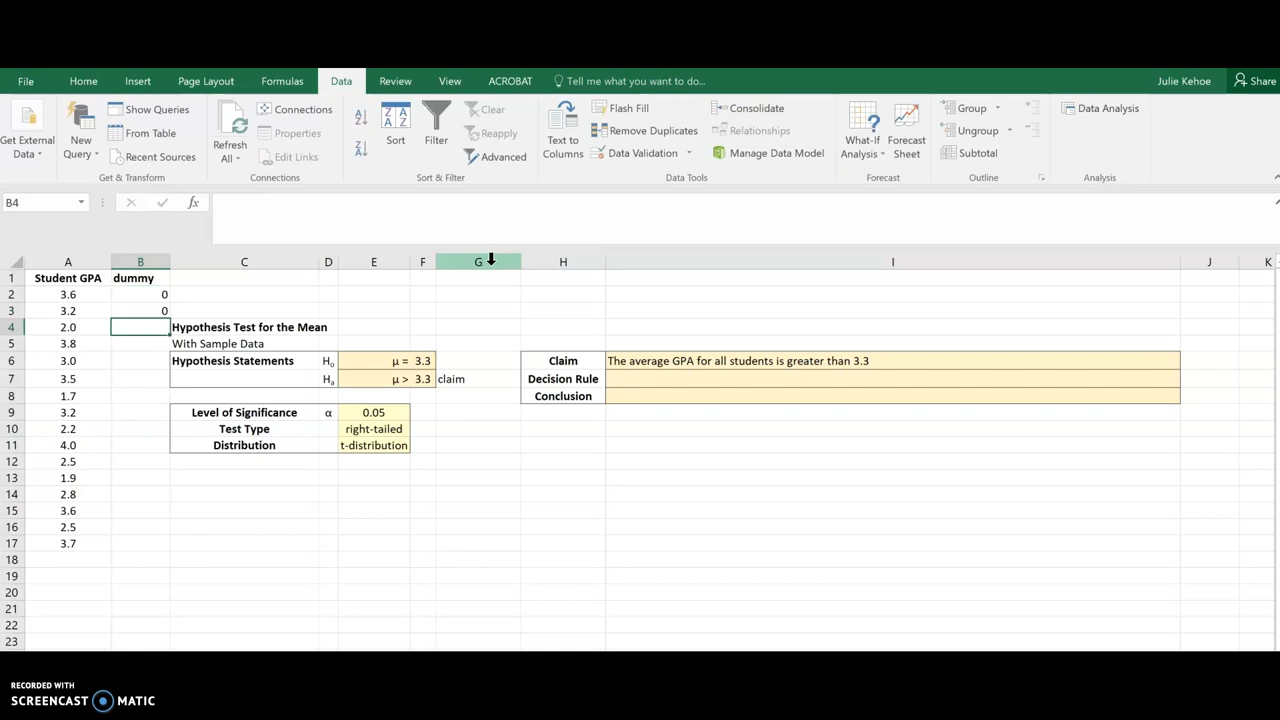 File Home Insert Page Layout Formulas Data Review View ACROBAT Tell me what you want to do... Julie Kehoe Share
Get External Data
New Query
Show Queries
From Table
Recent Sources
Get & Transform
Refresh All
Connections
Properties
Edit Links
Connections
Sort
Filter
Clear
Reapply
Advanced
Sort & Filter
Text to Columns
Flash Fill
Remove Duplicates
Data Validation
Consolidate
Relationships
Manage Data Model
Data Tools
What-If Analysis
Forecast Sheet
Forecast
Group
Ungroup
Subtotal
Outline
Data Analysis
Analysis
B4 fx
A B C D E F G H I J K
1 Student GPA dummy
2 3.6 0
3 3.2 0
4 2.0 Hypothesis Test for the Mean
5 3.8 With Sample Data
6 3.0 Hypothesis Statements Ho μ = 3.3 Claim The average GPA for all students is greater than 3.3
7 3.5 Ha μ > 3.3 claim Decision Rule
8 1.7 Conclusion
9 3.2 Level of Significance α 0.05
10 2.2 Test Type right-tailed
11 4.0 Distribution t-distribution
12 2.5
13 1.9
14 2.8
15 3.6
16 2.5
17 3.7
18
19
20
21
22
23
RECORDED WITH
SCREENCAST MATIC